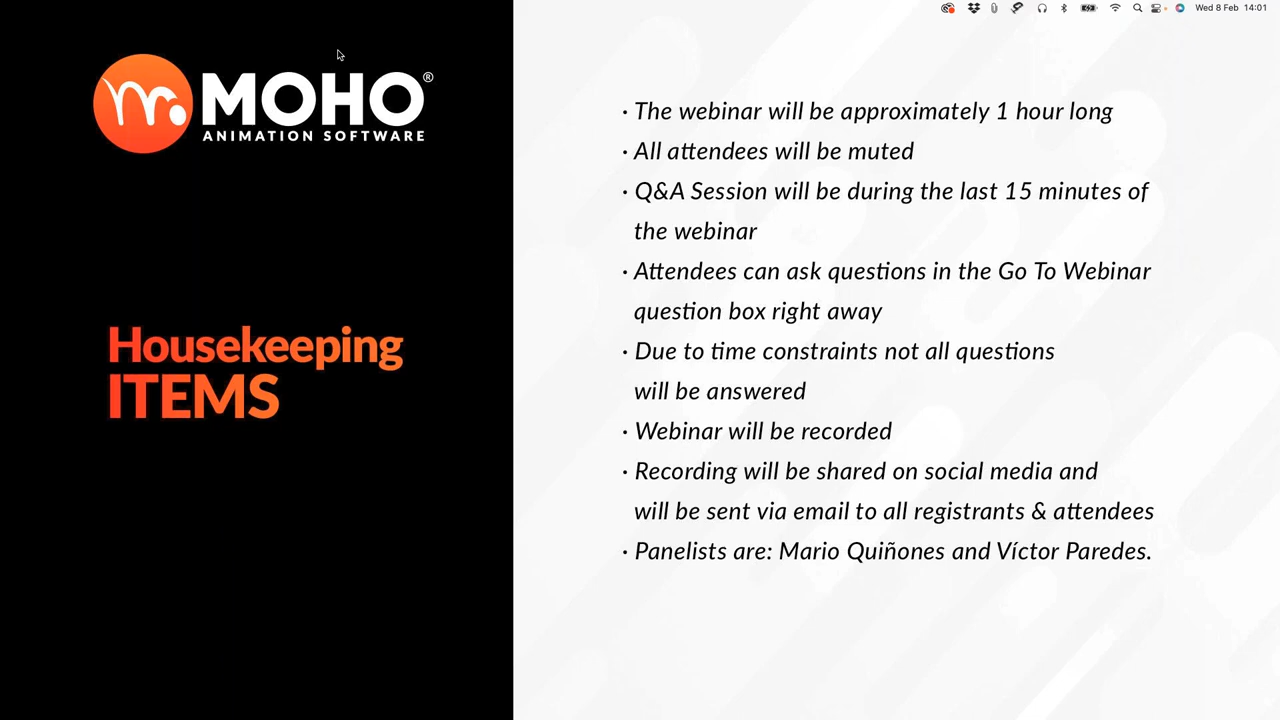 Wed 8 Feb 14:01
MOHO®
ANIMATION SOFTWARE
Housekeeping
ITEMS
· The webinar will be approximately 1 hour long
· All attendees will be muted
· Q&A Session will be during the last 15 minutes of
the webinar
· Attendees can ask questions in the Go To Webinar
question box right away
· Due to time constraints not all questions
will be answered
· Webinar will be recorded
· Recording will be shared on social media and
will be sent via email to all registrants & attendees
· Panelists are: Mario Quiñones and Víctor Paredes.